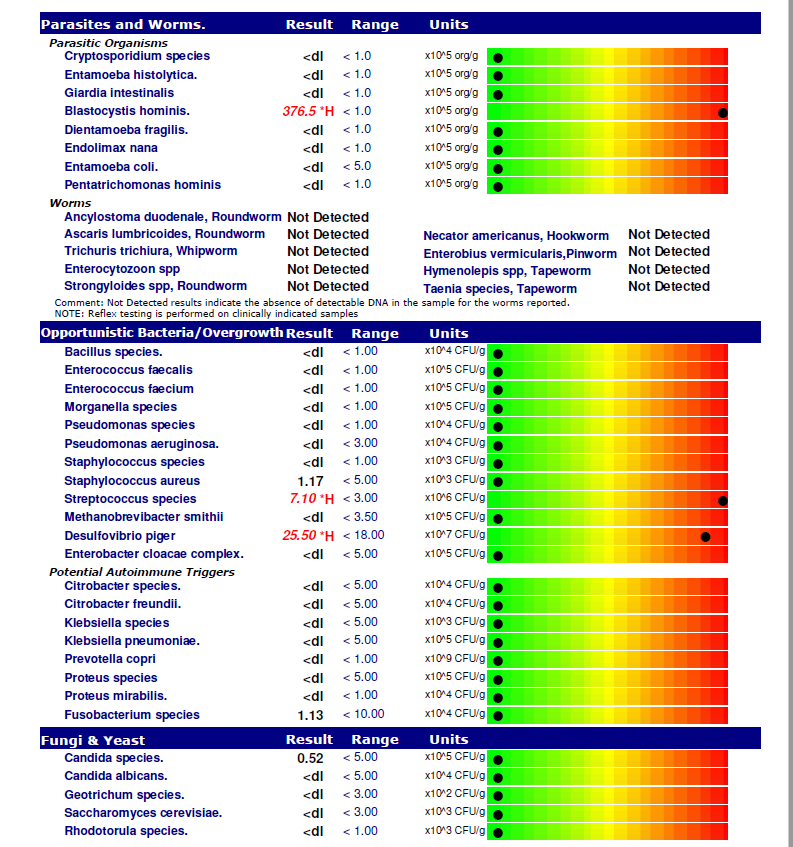 Parasites and Worms. Result Range Units
Parasitic Organisms
Cryptosporidium species <dl < 1.0 x10^5 org/g
Entamoeba histolytica. <dl < 1.0 x10^5 org/g
Giardia intestinalis <dl < 1.0 x10^5 org/g
Blastocystis hominis. 376.5 *H < 1.0 x10^5 org/g
Dientamoeba fragilis. <dl < 1.0 x10^5 org/g
Endolimax nana <dl < 1.0 x10^5 org/g
Entamoeba coli. <dl < 5.0 x10^5 org/g
Pentatrichomonas hominis <dl < 1.0 x10^5 org/g
Worms
Ancylostoma duodenale, Roundworm Not Detected
Ascaris lumbricoides, Roundworm Not Detected Necator americanus, Hookworm Not Detected
Trichuris trichiura, Whipworm Not Detected Enterobius vermicularis,Pinworm Not Detected
Enterocytozoon spp Not Detected Hymenolepis spp, Tapeworm Not Detected
Strongyloides spp, Roundworm Not Detected Taenia species, Tapeworm Not Detected
Comment: Not Detected results indicate the absence of detectable DNA in the sample for the worms reported.
NOTE: Reflex testing is performed on clinically indicated samples
Opportunistic Bacteria/Overgrowth Result Range Units
Bacillus species. <dl < 1.00 x10^4 CFU/g
Enterococcus faecalis <dl < 1.00 x10^5 CFU/g
Enterococcus faecium <dl < 1.00 x10^5 CFU/g
Morganella species <dl < 1.00 x10^5 CFU/g
Pseudomonas species <dl < 1.00 x10^4 CFU/g
Pseudomonas aeruginosa. <dl < 3.00 x10^4 CFU/g
Staphylococcus species <dl < 1.00 x10^3 CFU/g
Staphylococcus aureus 1.17 < 5.00 x10^3 CFU/g
Streptococcus species 7.10 *H < 3.00 x10^6 CFU/g
Methanobrevibacter smithii <dl < 3.50 x10^5 CFU/g
Desulfovibrio piger 25.50 *H < 18.00 x10^7 CFU/g
Enterobacter cloacae complex. <dl < 5.00 x10^5 CFU/g
Potential Autoimmune Triggers
Citrobacter species. <dl < 5.00 x10^4 CFU/g
Citrobacter freundii. <dl < 5.00 x10^4 CFU/g
Klebsiella species <dl < 5.00 x10^3 CFU/g
Klebsiella pneumoniae. <dl < 5.00 x10^5 CFU/g
Prevotella copri <dl < 1.00 x10^9 CFU/g
Proteus species <dl < 5.00 x10^5 CFU/g
Proteus mirabilis. <dl < 1.00 x10^4 CFU/g
Fusobacterium species 1.13 < 10.00 x10^4 CFU/g
Fungi & Yeast Result Range Units
Candida species. 0.52 < 5.00 x10^5 CFU/g
Candida albicans. <dl < 5.00 x10^4 CFU/g
Geotrichum species. <dl < 3.00 x10^2 CFU/g
Saccharomyces cerevisiae. <dl < 3.00 x10^3 CFU/g
Rhodotorula species. <dl < 1.00 x10^3 CFU/g